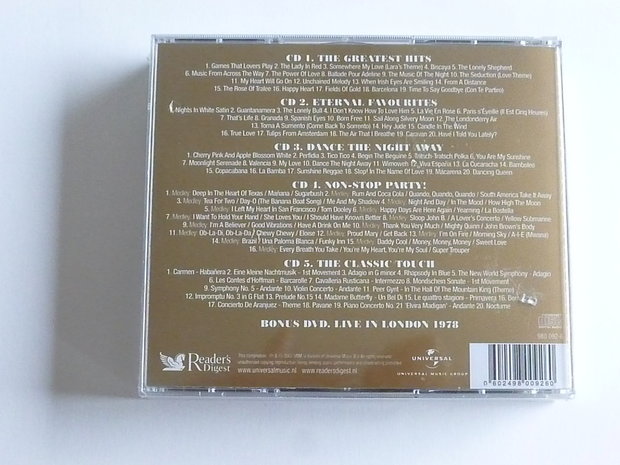 CD 1. THE GREATEST HITS
1. Games That Lovers Play 2. The Lady In Red 3. Somewhere My Love (Lara's Theme) 4. Biscaya 5. The Lonely Shepherd
6. Music From Across The Way 7. The Power Of Love 8. Ballade Pour Adeline 9. The Music Of The Night 10. The Seduction (Love Theme)
11. My Heart Will Go On 12. Unchained Melody 13. When Irish Eyes Are Smiling 14. From A Distance
15. The Rose Of Tralee 16. Happy Heart 17. Fields Of Gold 18. Barcelona 19. Time To Say Goodbye (Con Te Partiro)
CD 2. ETERNAL FAVOURITES
Nights In White Satin 2. Guantanamera 3. The Lonely Bull 4. I Don't Know How To Love Him 5. La Vie En Rose 6. Paris s'Éveille (Il Est Cinq Heures)
7. That's Life 8. Granada 9. Spanish Eyes 10. Born Free 11. Sail Along Silvery Moon 12. The Londonderry Air
13. Torna A Surriento (Come Back To Sorrento) 14. Hey Jude 15. Candle In The Wind
16. True Love 17. Tulips From Amsterdam 18. The Air That I Breathe 19. Caravan 20. Have I Told You Lately?
CD 3. DANCE THE NIGHT AWAY
1. Cherry Pink And Apple Blossom White 2. Perfidia 3. Tico Tico 4. Begin The Beguine 5. Tritsch-Tratsch Polka 6. You Are My Sunshine
7. Moonlight Serenade 8. Valencia 9. My Love 10. Dance The Night Away 11. Wimoweh 12. Viva España 13. La Cucaracha 14. Bamboleo
15. Copacabana 16. La Bamba 17. Sunshine Reggae 18. Stop! In The Name Of Love 19. Macarena 20. Dancing Queen
CD 4. NON-STOP PARTY!
1. Medley: Deep In The Heart Of Texas / Mariana / Sugarbush 2. Medley: Rum And Coca Cola / Quando, Quando, Quando / South America Take It Away
3. Medley: Tea For Two / Day-O (The Banana Boat Song) / Me And My Shadow 4. Medley: Night And Day / In The Mood / How High The Moon
5. Medley: I Left My Heart In San Francisco / Tom Dooley 6. Medley: Happy Days Are Here Again / Yearning / La Bostella
7. Medley: I Want To Hold Your Hand / She Loves You / I Should Have Known Better 8. Medley: Sleep John B. / A Lover's Concerto / Yellow Submarine
9. Medley: I'm A Believer / Good Vibrations / Have A Drink On Me 10. Medley: Thank You Very Much / Mighty Quinn / John Brown's Body
11. Medley: Ob-La-Di, Ob-La-Da / Chewy Chewy / Eloise 12. Medley: Proud Mary / Get Back 13. Medley: I'm On Fire / Morning Sky / A-I-E (Mwana)
14. Medley: Brazil / Una Paloma Blanca / Funky Inn 15. Medley: Daddy Cool / Money, Money, Money / Sweet Love
16. Medley: Every Breath You Take / You're My Heart, You're My Soul / Super Trouper
CD 5. THE CLASSIC TOUCH
1. Carmen - Habañera 2. Eine kleine Nachtmusik - 1st Movement 3. Adagio in G minor 4. Rhapsody In Blue 5. The New World Symphony - Adagio
6. Les Contes d'Hoffman - Barcarolle 7. Cavalleria Rusticana - Intermezzo 8. Mondschein Sonate - 1st Movement
9. Symphony No.5 - Andante 10. Violin Concerto - Andante 11. Peer Gynt - In The Hall Of The Mountain King (Theme)
12. Impromptu No.3 in G Flat 13. Prelude No.15 14. Madame Butterfly - Un Bel Di 15. Le quattro stagioni - Primavera 16.
17. Concierto De Aranjuez - Theme 18. Pavane 19. Piano Concerto No. 21 'Elvira Madigan' - Andante 20. Nocturne
BONUS DVD. LIVE IN LONDON 1978
Reader's
Digest
www.universalmusic.nl www.readersdigest.nl
UNIVERSAL
UNIVERSAL MUSIC GROUP
980 092-6
0 602498 009260